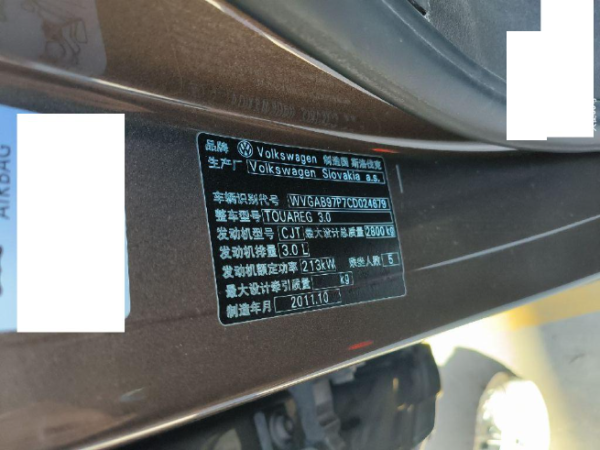 品牌 Volkswagen 制造国 斯洛伐克
生产厂 Volkswagen Slovakia a.s.
车辆识别代号 WVGAB97P7CD024679
整车型号 TOUAREG 3.0
发动机型号 CJT 最大设计总质量 2800 kg
发动机排量 3.0 L
发动机额定功率 213kW 乘坐人数 5
最大设计牵引质量 kg
制造年月 2011.10
AIRBAG